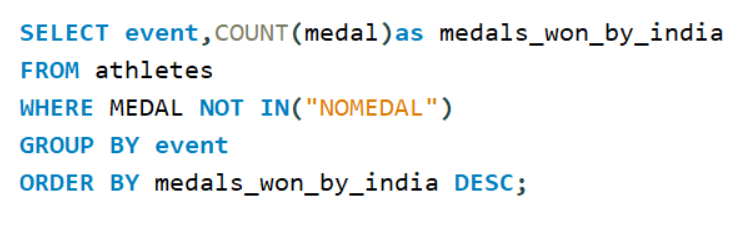 SELECT event,COUNT(medal)as medals_won_by_india
FROM athletes
WHERE MEDAL NOT IN("NOMEDAL")
GROUP BY event
ORDER BY medals_won_by_india DESC;